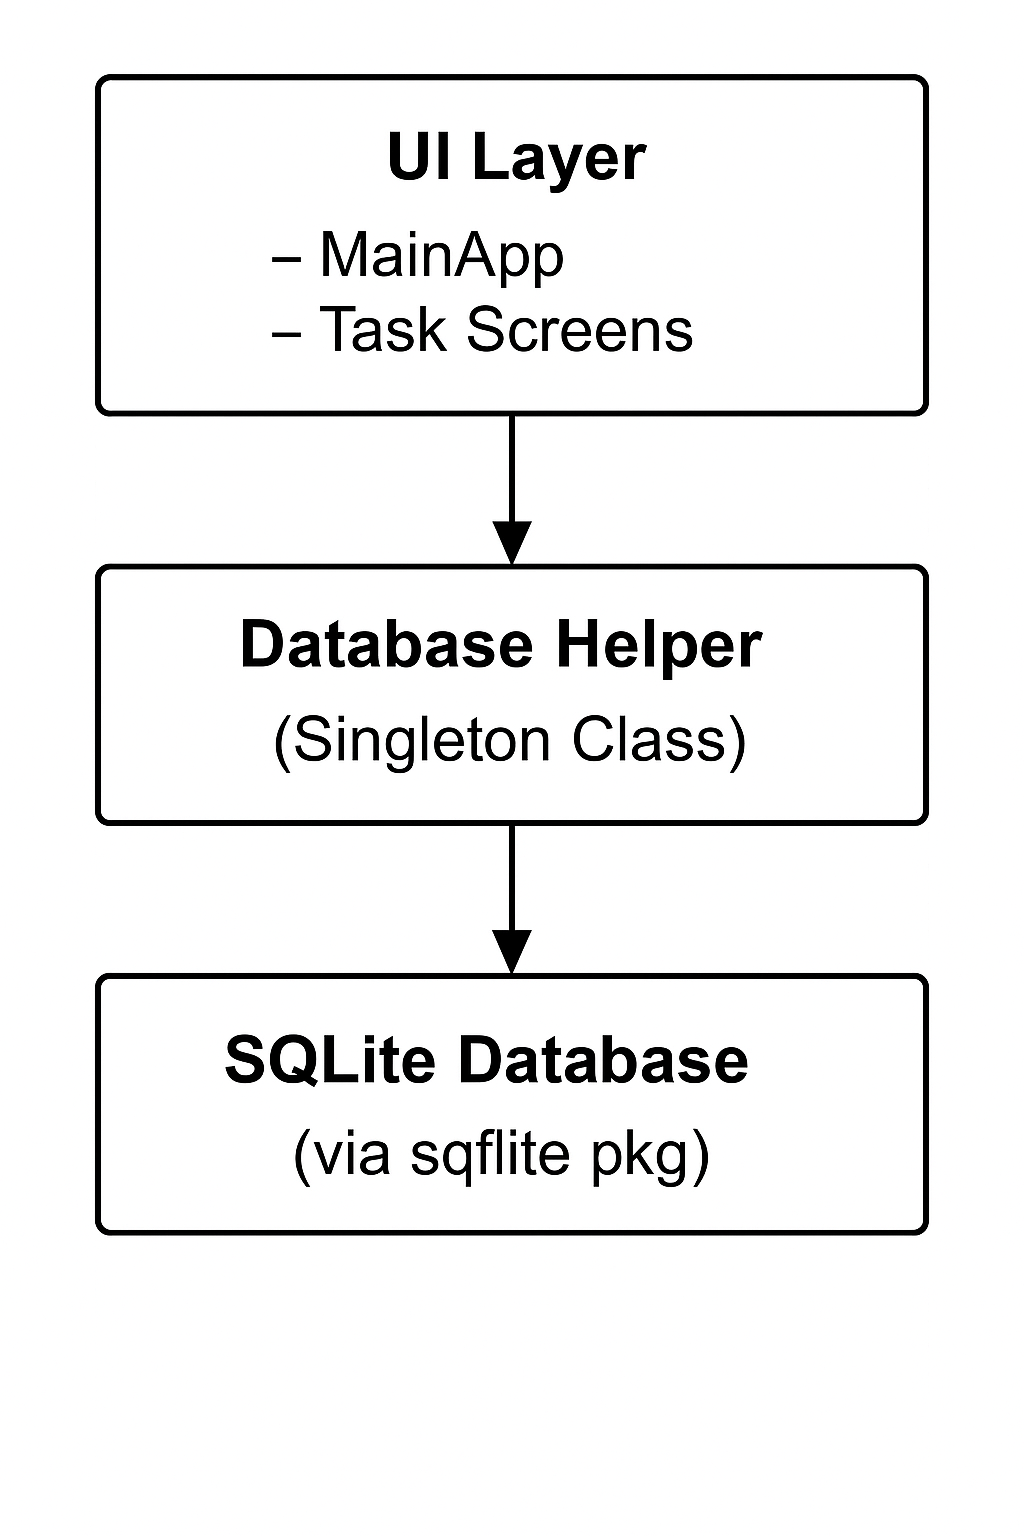 UI Layer
– MainApp
– Task Screens
Database Helper
(Singleton Class)
SQLite Database
(via sqflite pkg)